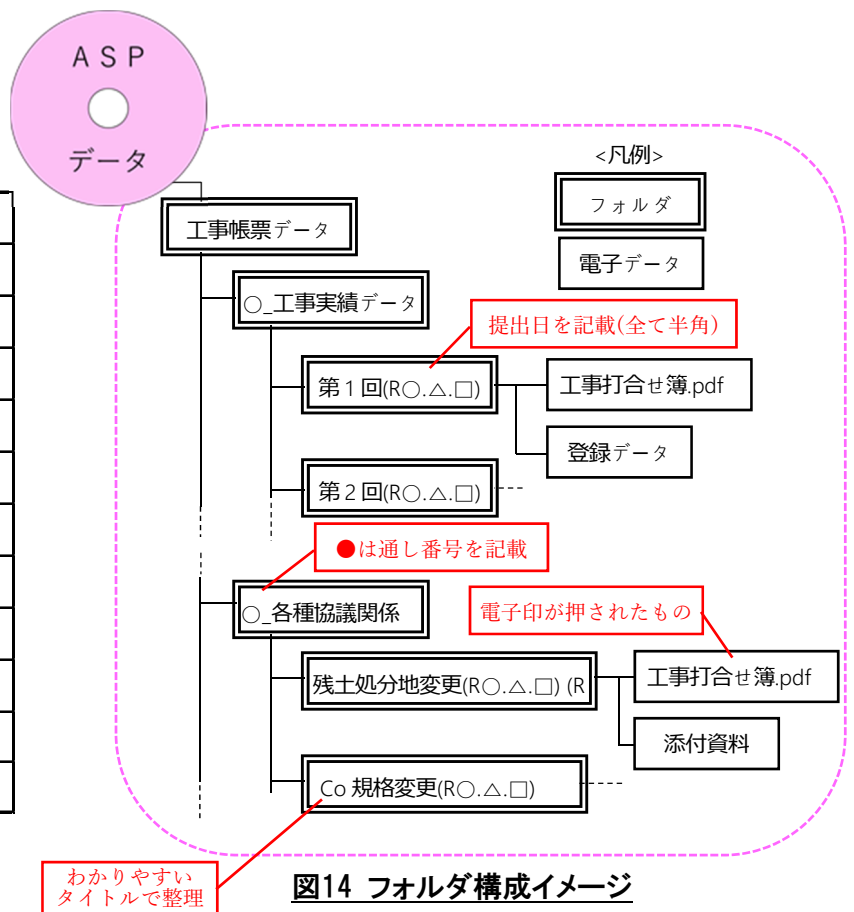 ASP
データ
<凡例>
フォルダ
電子データ
工事帳票データ
○_工事実績データ
提出日を記載(全て半角)
第1回(R○.△.□)
工事打合せ簿.pdf
登録データ
第2回(R○.△.□)
●は通し番号を記載
○_各種協議関係
電子印が押されたもの
残土処分地変更(R○.△.□) (R
工事打合せ簿.pdf
添付資料
Co 規格変更(R○.△.□)
わかりやすい
タイトルで整理
図14 フォルダ構成イメージ